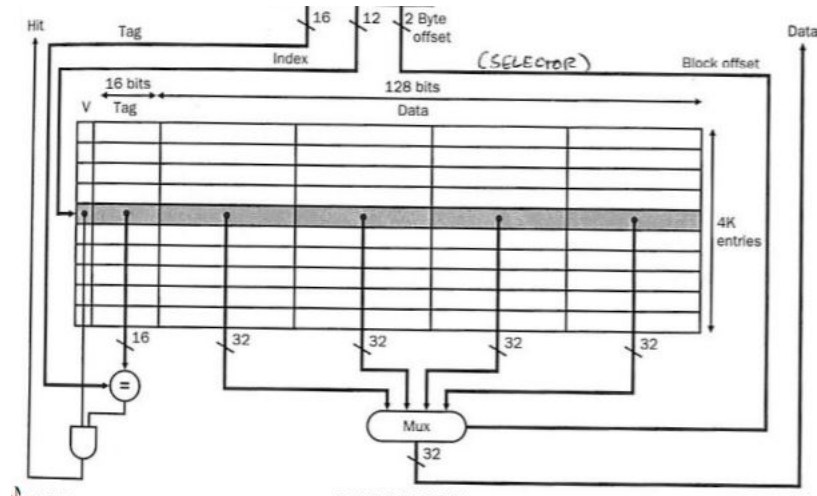 Hit
16
12
2 Byte offset
Data
Tag
Index
(SELECTOR)
Block offset
16 bits
128 bits
V
Tag
Data
4K entries
16
32
32
32
32
=
Mux
32